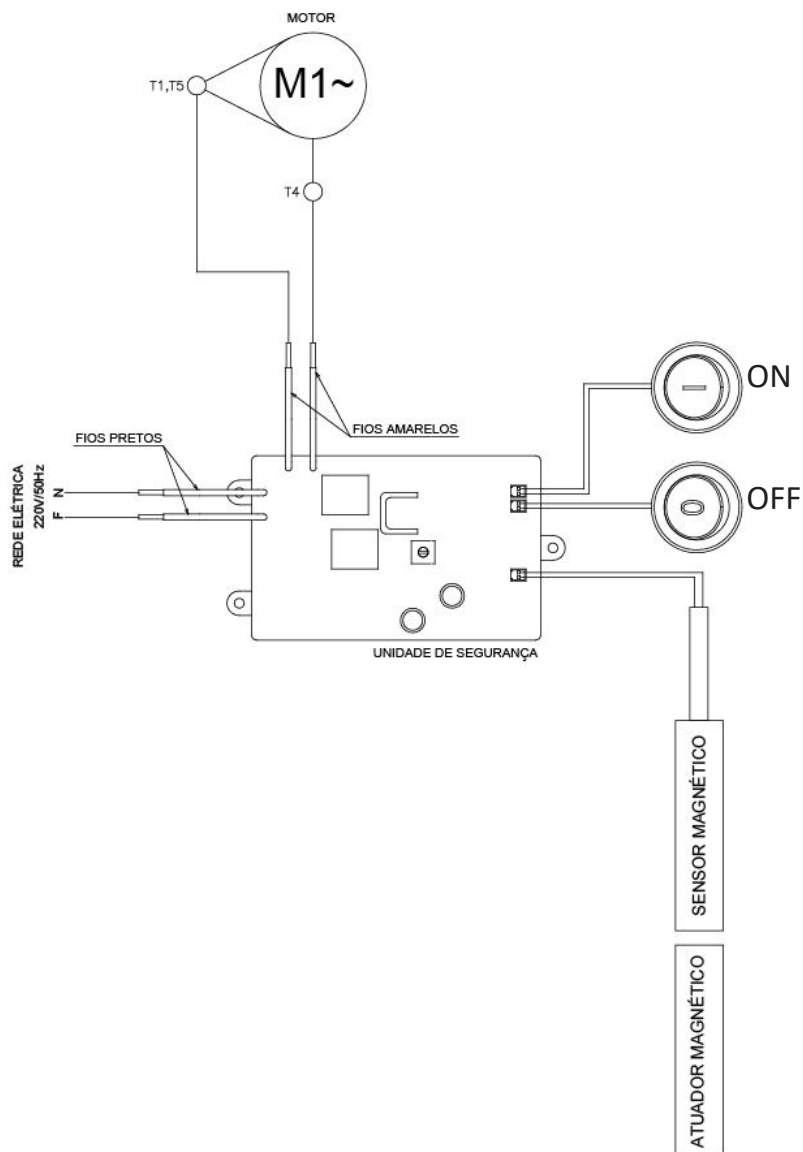 MOTOR
M1~
T1,T5
T4
ON
FIOS AMARELOS
FIOS PRETOS
REDE ELÉTRICA
220V/50Hz
N
F
OFF
UNIDADE DE SEGURANÇA
SENSOR MAGNÉTICO
ATUADOR MAGNÉTICO